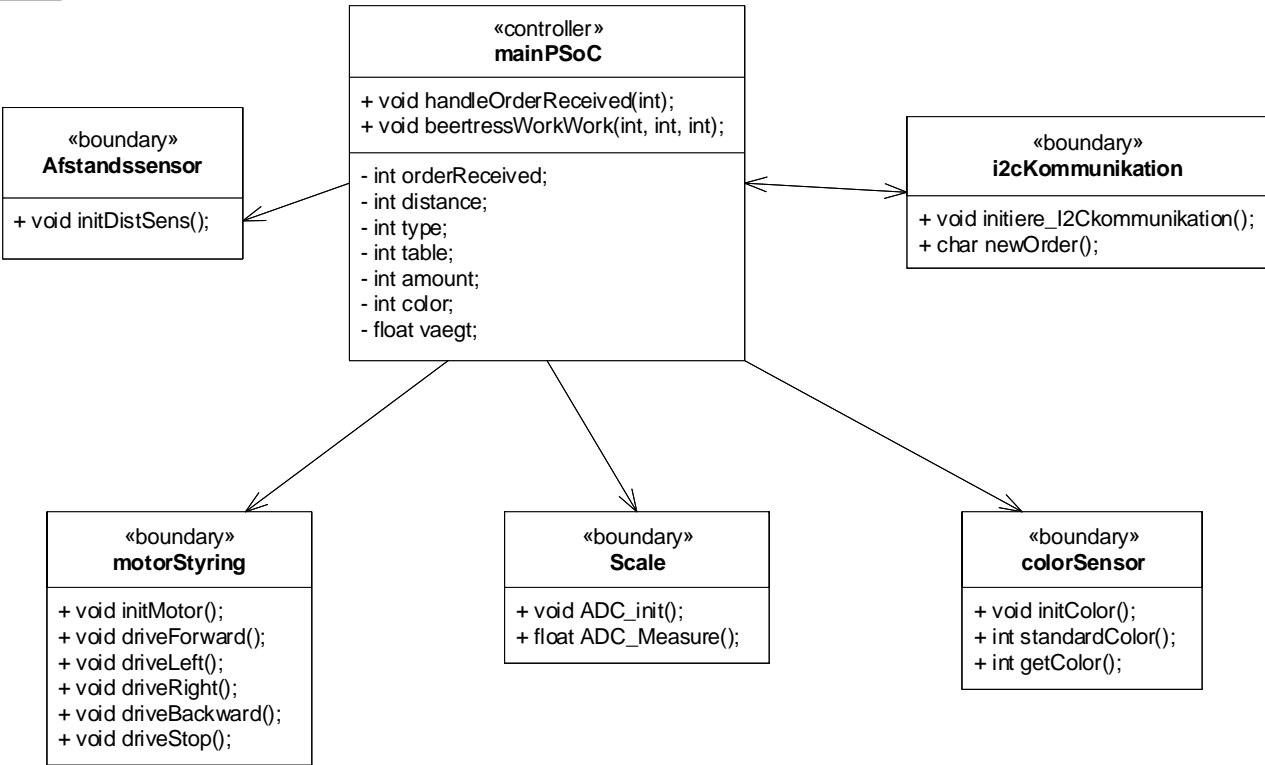 «controller»
mainPSoC
+ void handleOrderReceived(int);
+ void beertressWorkWork(int, int, int);
- int orderReceived;
- int distance;
- int type;
- int table;
- int amount;
- int color;
- float vaegt;
«boundary»
Afstandssensor
+ void initDistSens();
«boundary»
i2cKommunikation
+ void initiere_I2Ckommunikation();
+ char newOrder();
«boundary»
motorStyring
+ void initMotor();
+ void driveForward();
+ void driveLeft();
+ void driveRight();
+ void driveBackward();
+ void driveStop();
«boundary»
Scale
+ void ADC_init();
+ float ADC_Measure();
«boundary»
colorSensor
+ void initColor();
+ int standardColor();
+ int getColor();